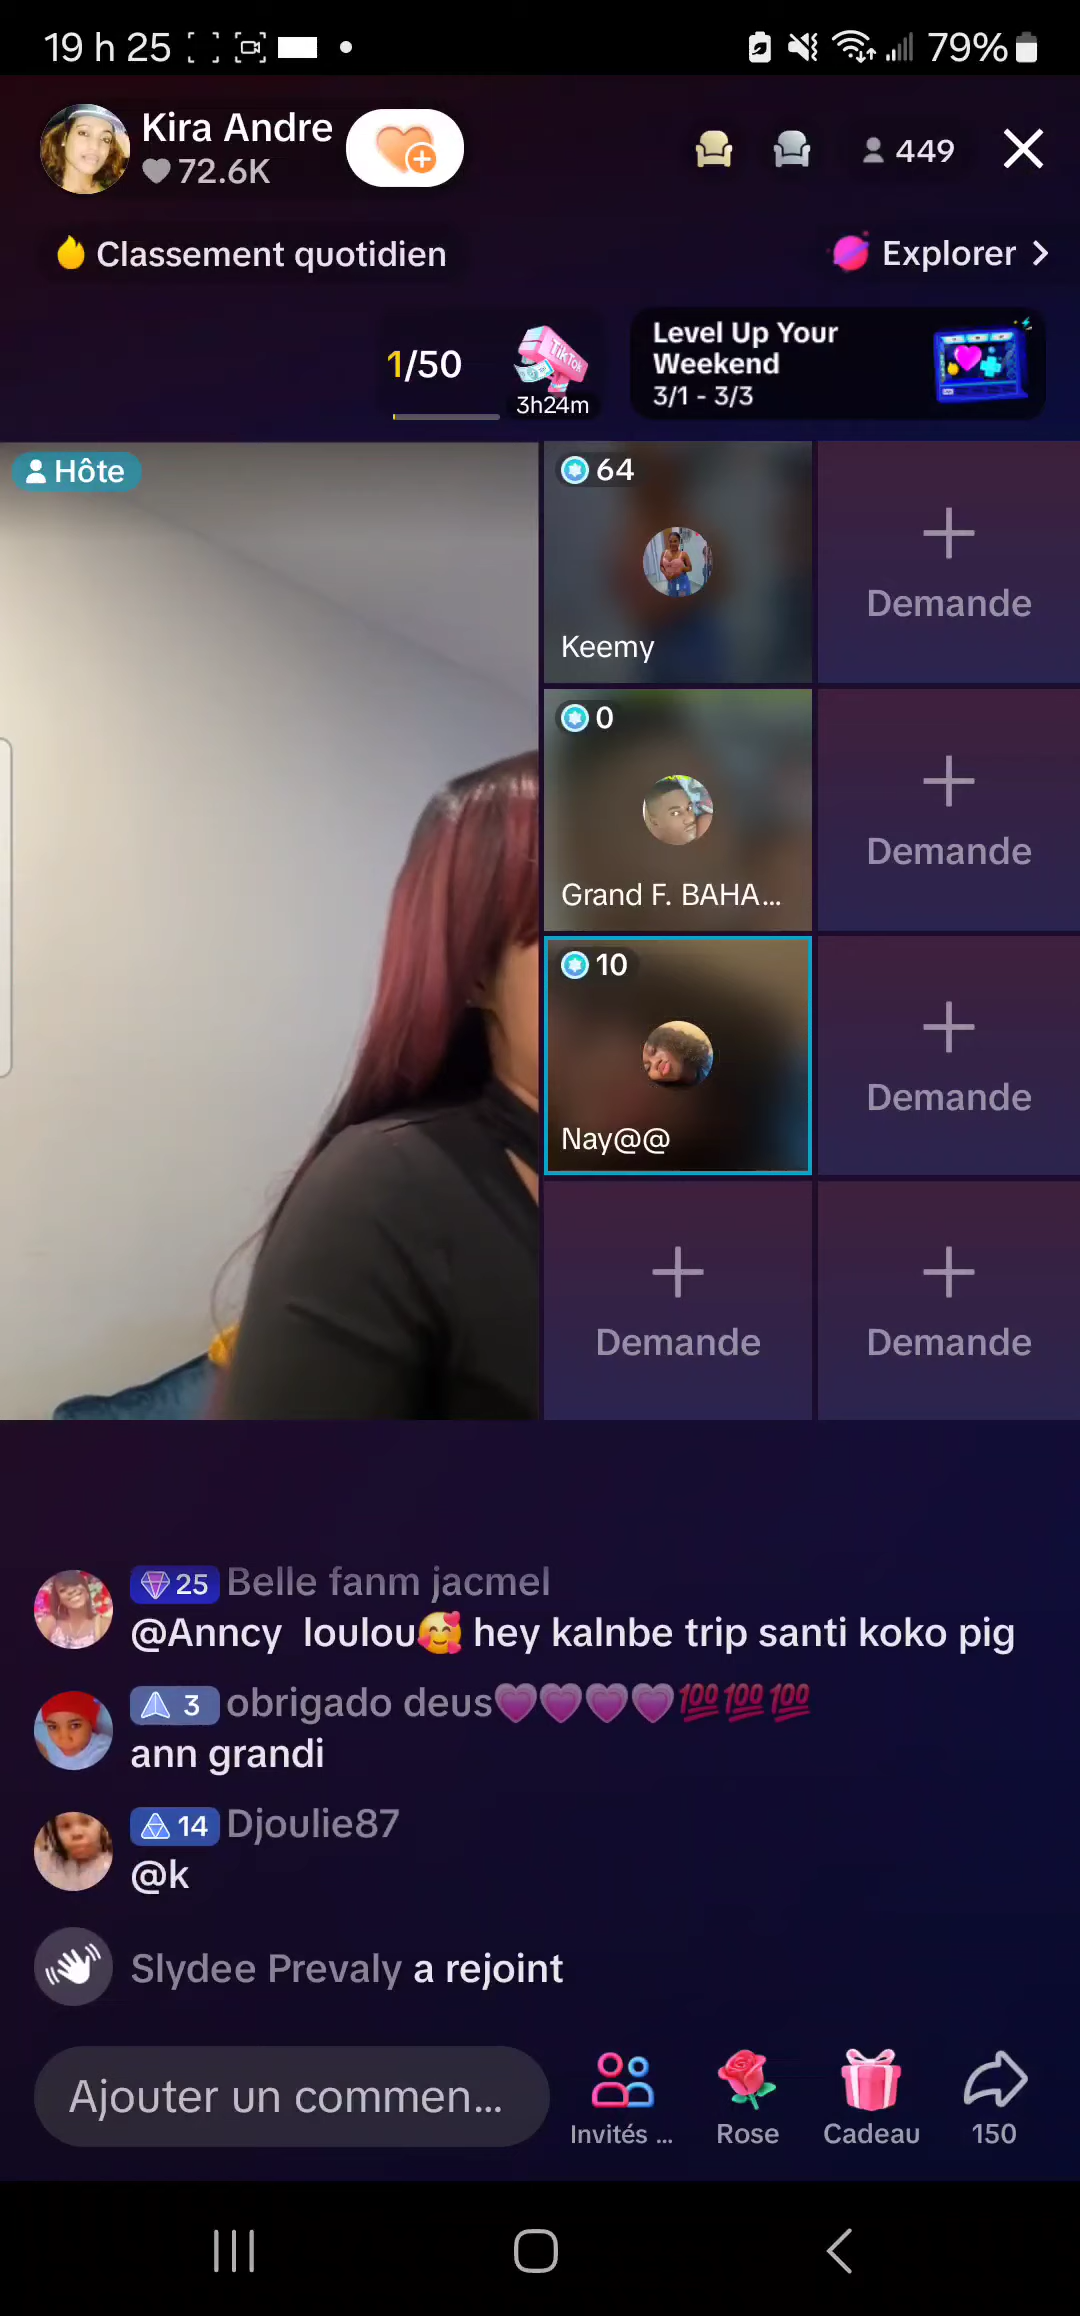 19 h 25
79%
Kira Andre
72.6K
449
Classement quotidien
Explorer
1/50
TikTok
3h24m
Level Up Your
Weekend
3/1 - 3/3
Hôte
64
Keemy
Demande
0
Grand F. BAHA...
Demande
10
Nay@@
Demande
Demande
Demande
25 Belle fanm jacmel
@Anncy loulou🥰 hey kalnbe trip santi koko pig
3 obrigado deus💗💗💗💗💯💯💯
ann grandi
14 Djoulie87
@k
Slydee Prevaly a rejoint
Ajouter un commen...
Invités ...
Rose
Cadeau
150